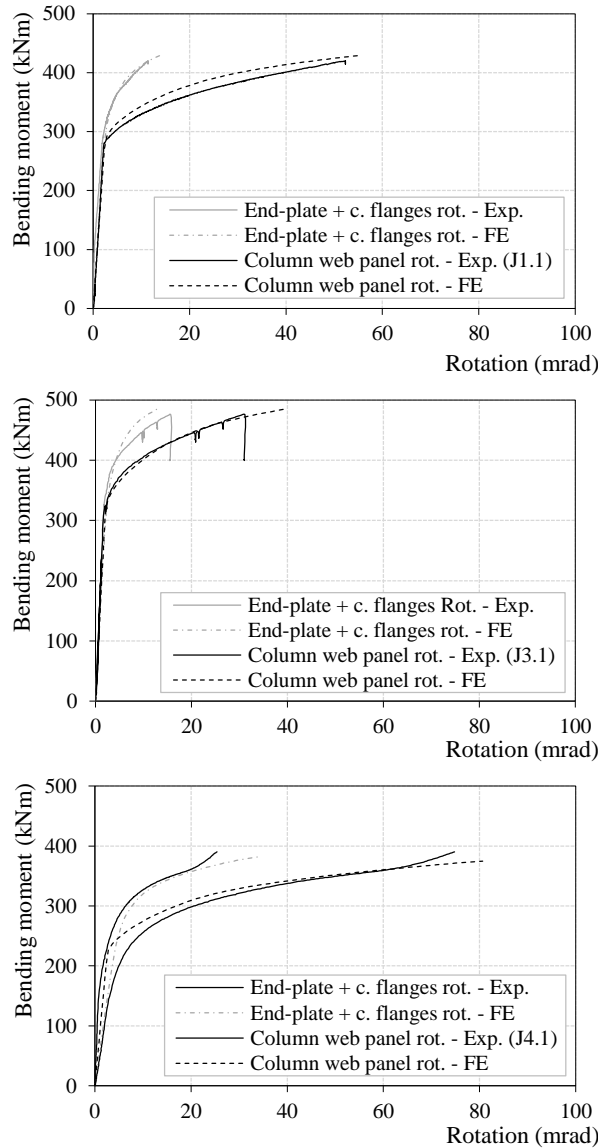 Bending moment (kNm)
500
400
300
200
100
0
End-plate + c. flanges rot. - Exp.
End-plate + c. flanges rot. - FE
Column web panel rot. - Exp. (J1.1)
Column web panel rot. - FE
0 20 40 60 80 100
Rotation (mrad)
Bending moment (kNm)
500
400
300
200
100
0
End-plate + c. flanges Rot. - Exp.
End-plate + c. flanges rot. - FE
Column web panel rot. - Exp. (J3.1)
Column web panel rot. - FE
0 20 40 60 80 100
Rotation (mrad)
Bending moment (kNm)
500
400
300
200
100
0
End-plate + c. flanges rot. - Exp.
End-plate + c. flanges rot. - FE
Column web panel rot. - Exp. (J4.1)
Column web panel rot. - FE
0 20 40 60 80 100
Rotation (mrad)